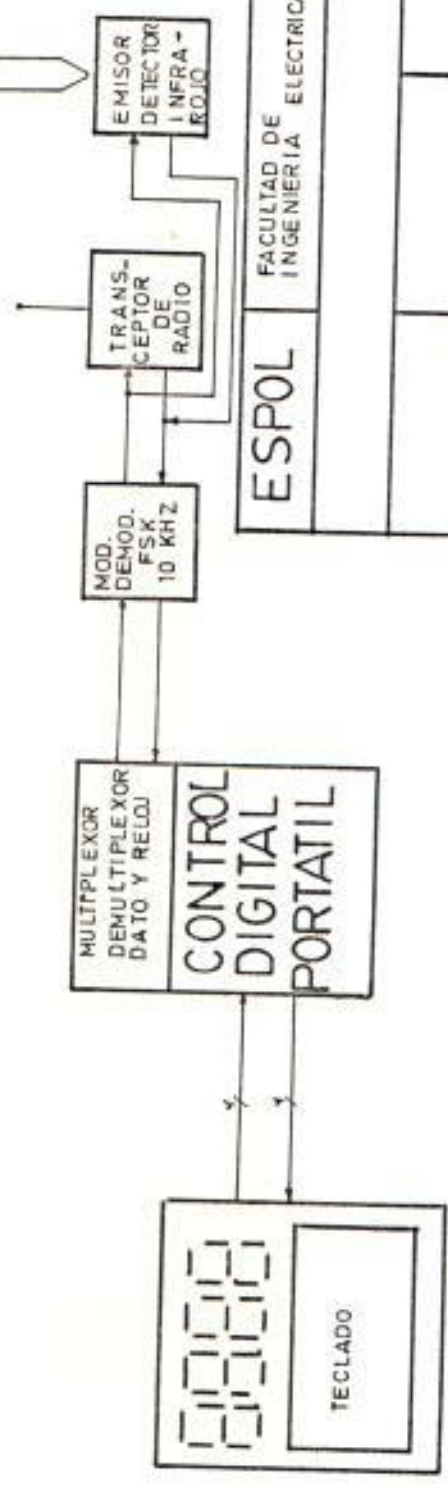 TECLADO
MULTIPLEXOR
DEMULTIPLEXOR
DATO Y RELOJ
CONTROL
DIGITAL
PORTATIL
MOD.
DEMOD.
FSK
10 KHZ
TRANS-
CEPTOR
DE
RADIO
EMISOR
DETECTOR
INFRA-
ROJO
ESPOL
FACULTAD DE
INGENIERIA ELECTRIC